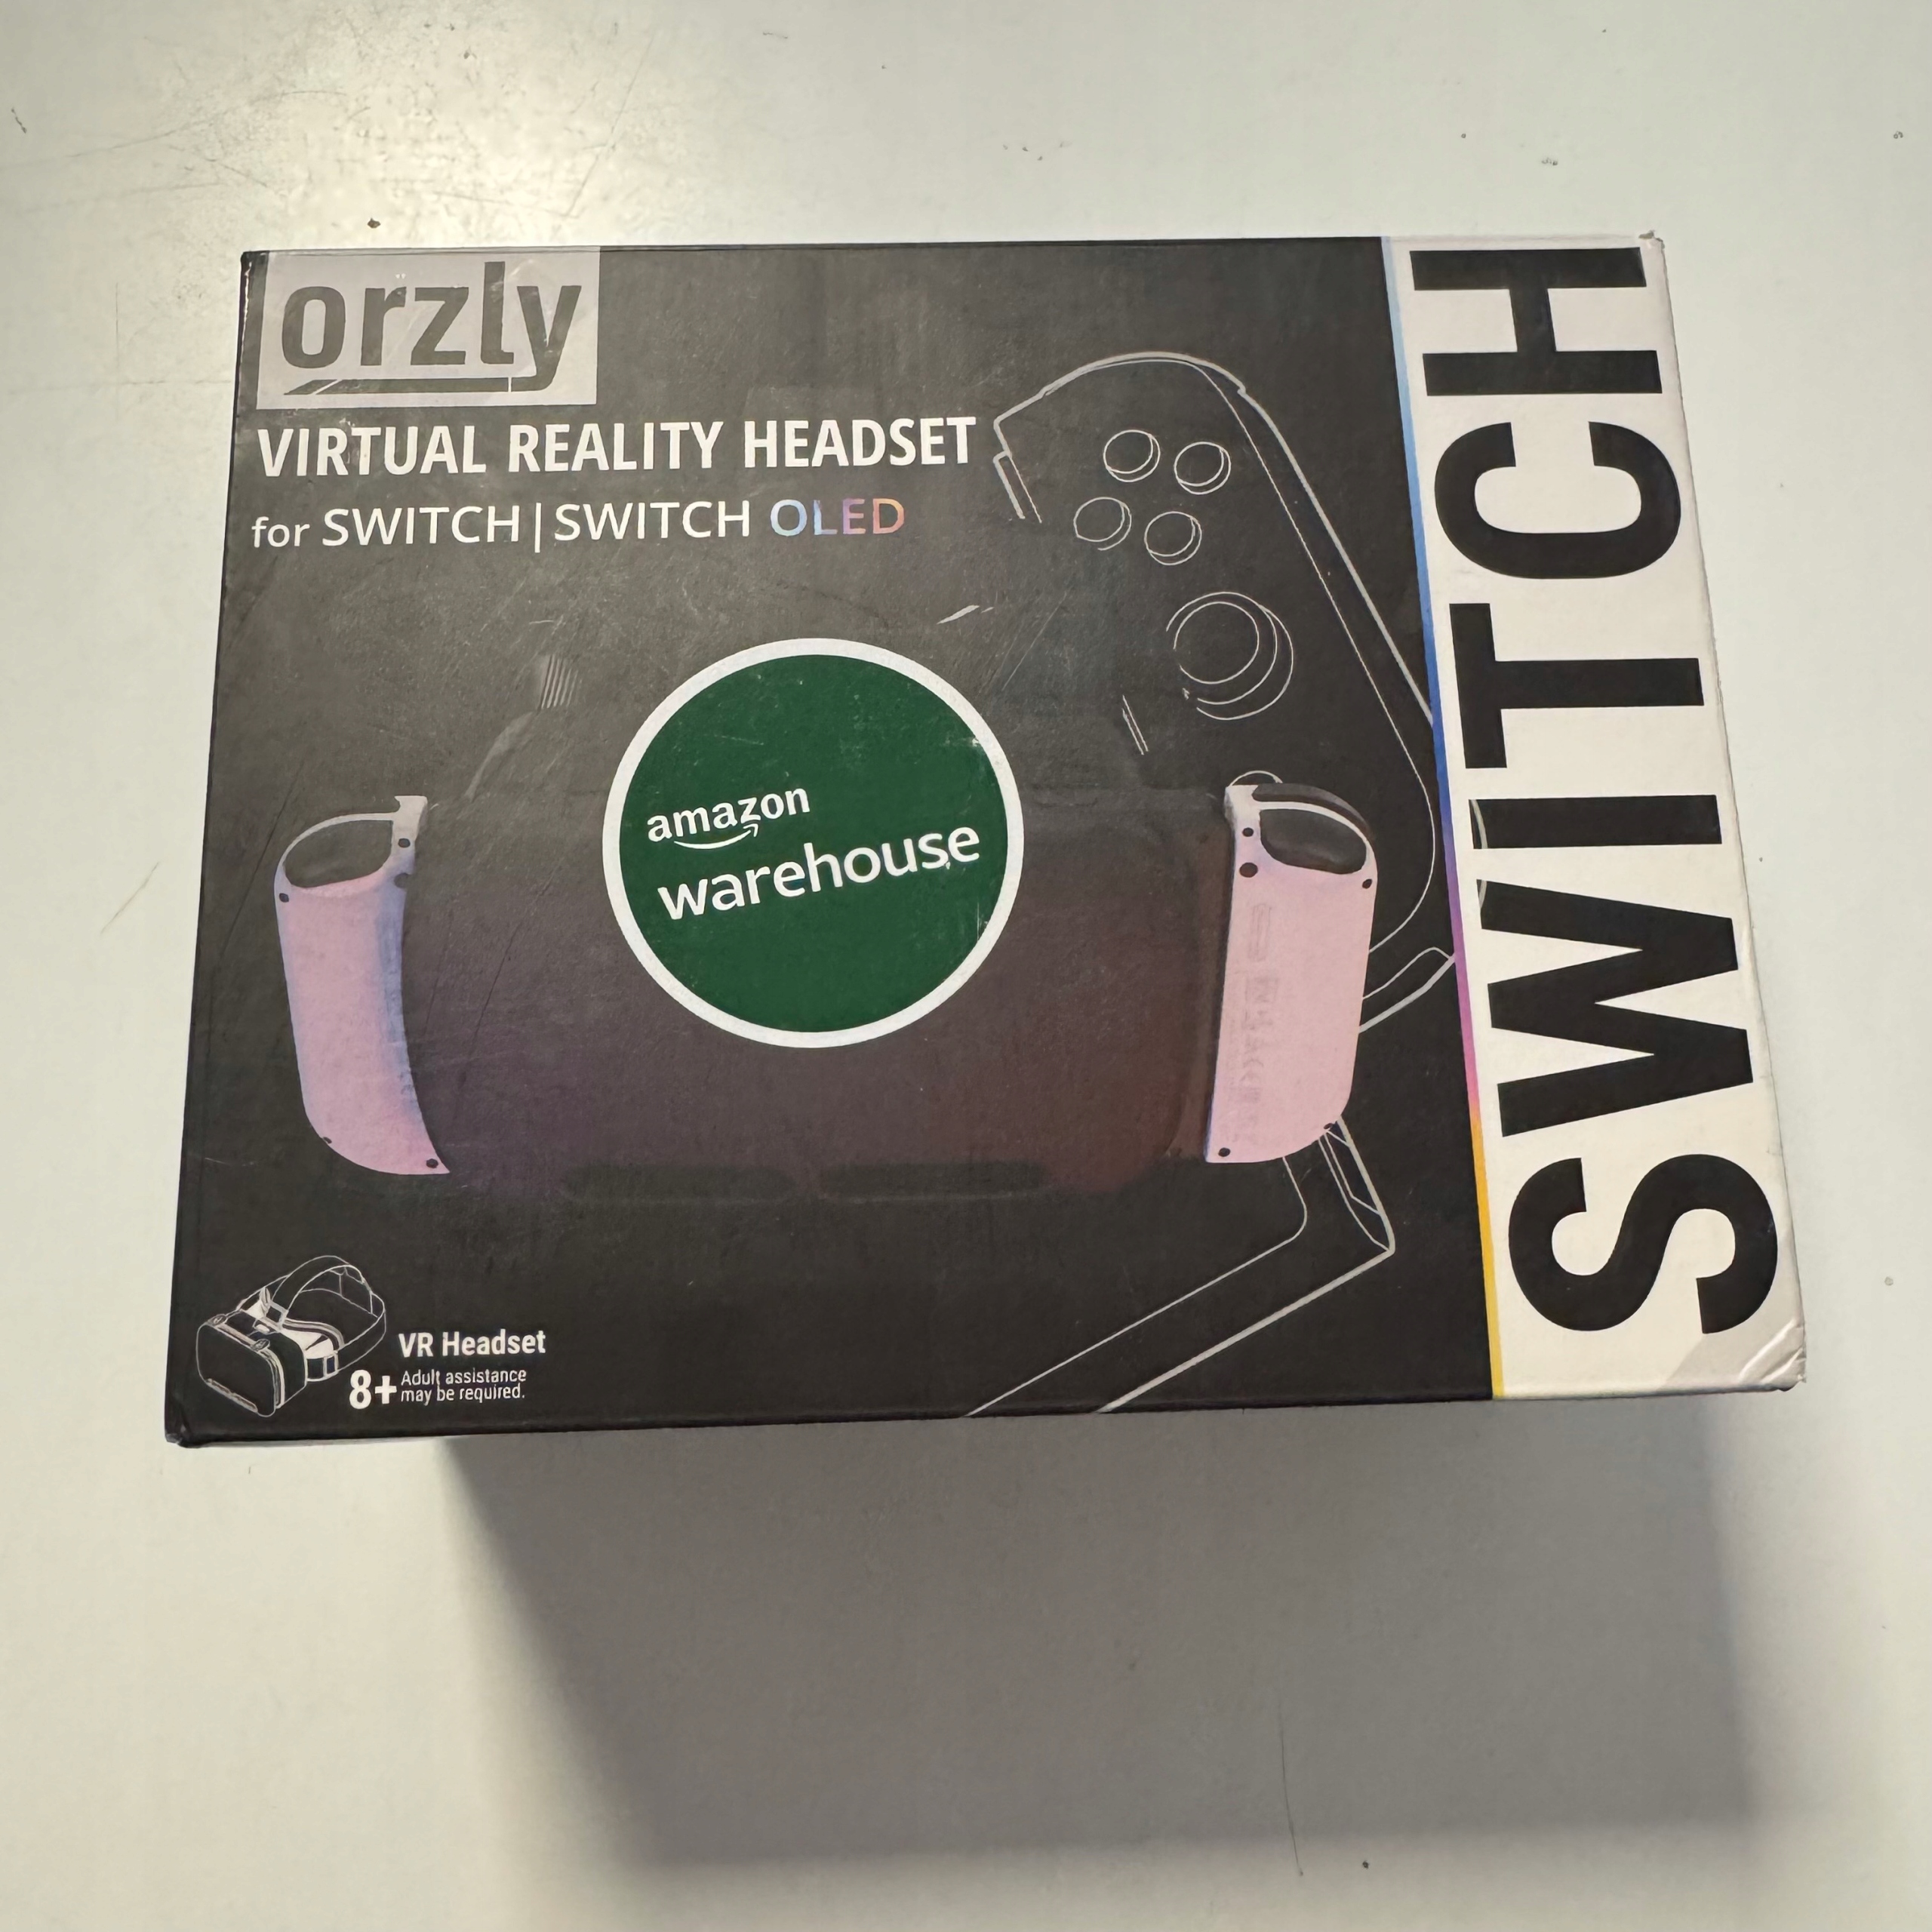 orzly
VIRTUAL REALITY HEADSET
for SWITCH | SWITCH OLED
amazon
warehouse
VR Headset
8+ Adult assistance
may be required.
SWITCH